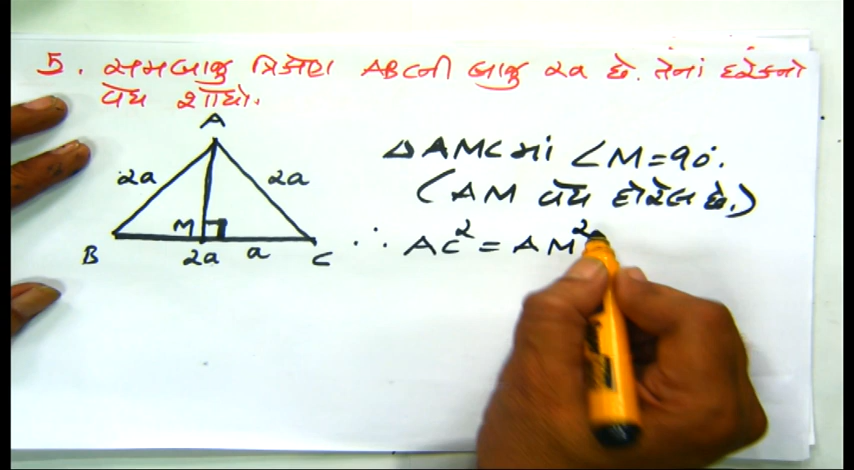 5. સમબાજુ ત્રિકોણ ABCની બાજુ 2a છે. તેનાં દરેકનો
વેધ શોધો.
A
2a
2a
M
B
2a
a
C
△AMCમાં ∠M=90°.
(AM વેધ દોરેલ છે.)
∴ AC² = AM²